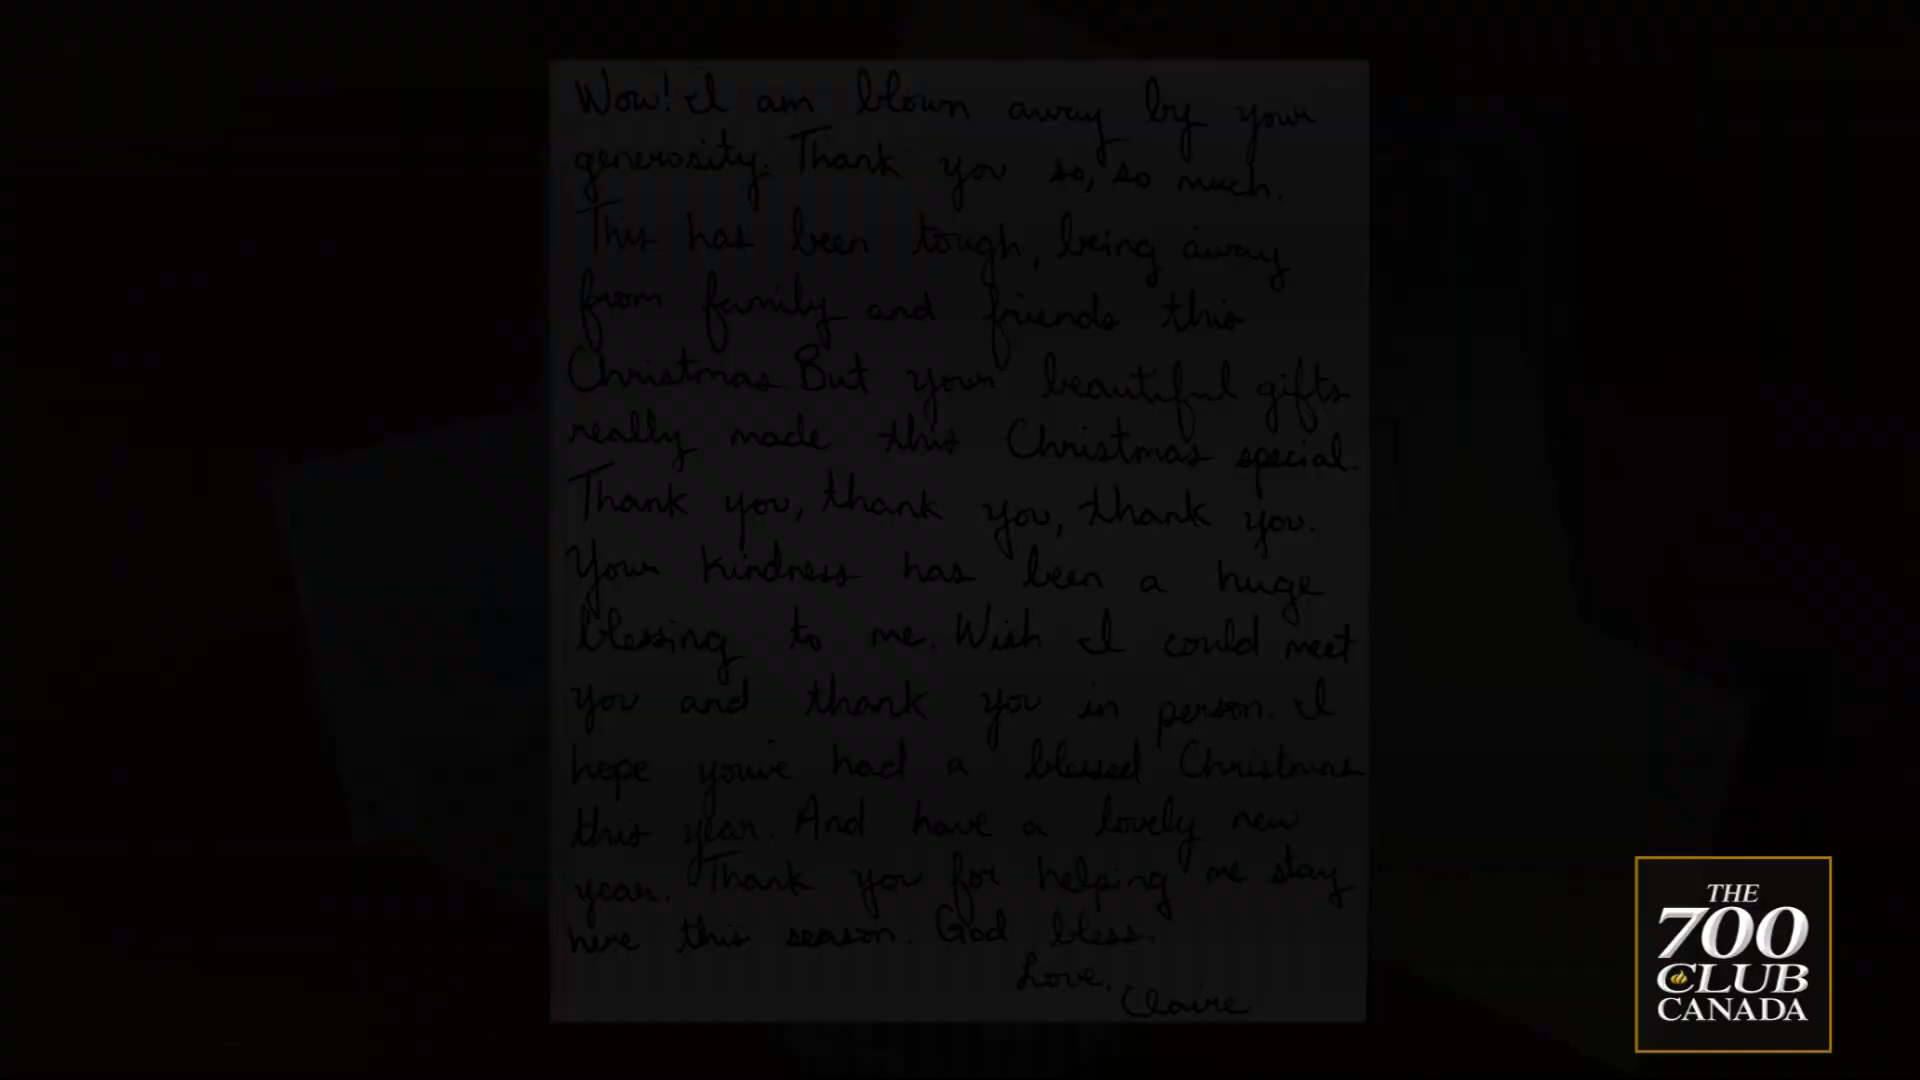 Wow! I am blown away by your
generosity. Thank you so, so much.
This has been tough, being away
from family and friends this
Christmas. But your beautiful gifts
really made this Christmas special.
Thank you, thank you, thank you.
Your kindness has been a huge
blessing to me. Wish I could meet
you and thank you in person. I
hope you've had a blessed Christmas
this year. And have a lovely new
year. Thank you for helping me stay
here this season. God bless.
Love,
Claire
THE
700
CLUB
CANADA